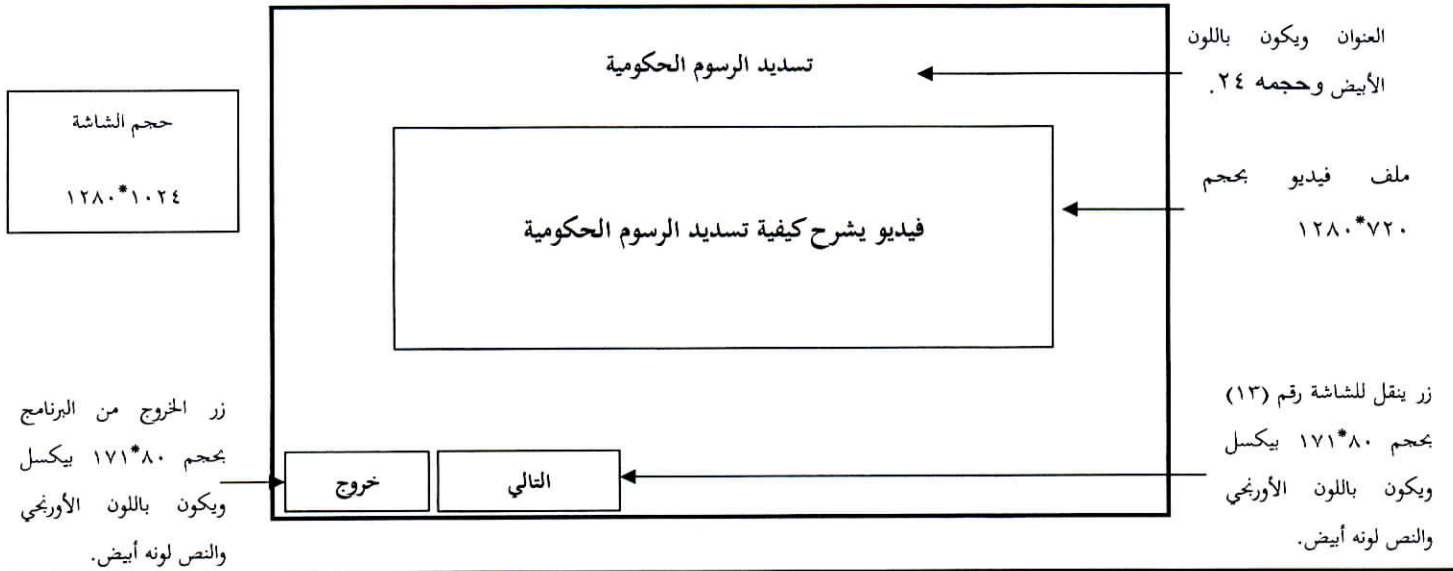 العنوان ويكون باللون
الأبيض وحجمه ٢٤.
تسديد الرسوم الحكومية
حجم الشاشة
١٠٢٤*١٢٨٠
ملف فيديو بحجم
٧٢٠*١٢٨٠
فيديو يشرح كيفية تسديد الرسوم الحكومية
زر ينقل للشاشة رقم (١٣)
بحجم ٨٠*١٧١ بيكسل
ويكون باللون الأورنجي
والنص لونه أبيض.
التالي
خروج
زر الخروج من البرنامج
بحجم ٨٠*١٧١ بيكسل
ويكون باللون الأورنجي
والنص لونه أبيض.